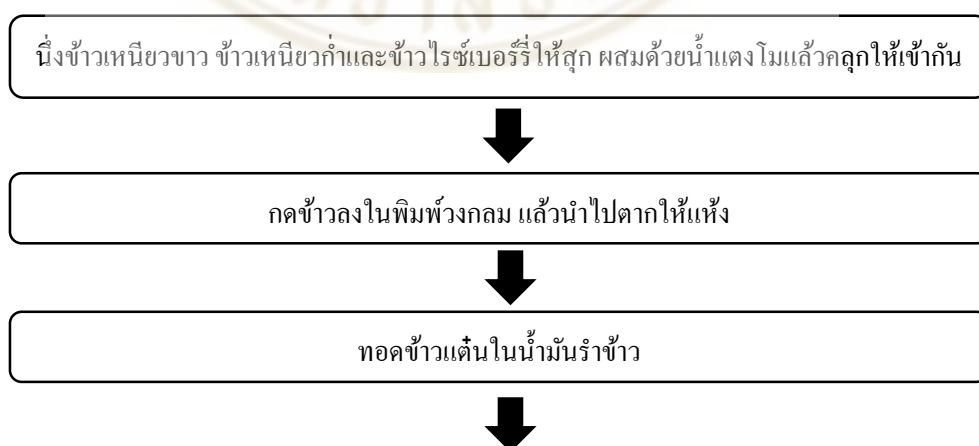 นึ่งข้าวเหนียวขาว ข้าวเหนียวก่ำและข้าวไรซ์เบอร์รี่ให้สุก ผสมด้วยน้ำแตงโมแล้วคลุกให้เข้ากัน
กดข้าวลงในพิมพ์วงกลม แล้วนำไปตากให้แห้ง
ทอดข้าวแต๋นในน้ำมันรำข้าว